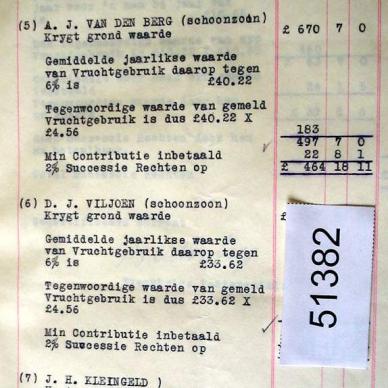 (5) A. J. VAN DEN BERG (schoonzoon)
Krygt grond waarde £ 670 7 0
Gemiddelde jaarlikse waarde
van Vruchtgebruik daarop tegen
6% is £40.22
Tegenwoordige waarde van gemeld
Vruchtgebruik is dus £40.22 X
£4.56 183
497 7 0
Min Contributie inbetaald 22 8 1
2% Successie Rechten op £ 464 18 11
(6) D. J. VILJOEN (schoonzoon)
Krygt grond waarde £
Gemiddelde jaarlikse waarde
van Vruchtgebruik daarop tegen
6% is £33.62
Tegenwoordige waarde van gemeld
Vruchtgebruik is dus £33.62 X
£4.56
Min Contributie inbetaald
2% Successie Rechten op
51382
(7) J. H. KLEINGELD )